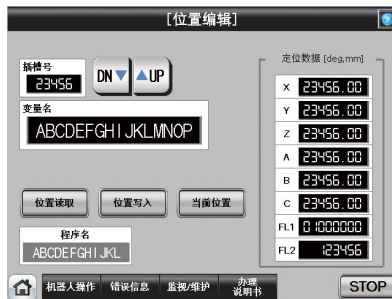 [位置编辑]
插槽号
23456
DN▼ ▲UP
变量名
ABCDEFGHIJKLMNOP
位置读取 位置写入 当前位置
程序名
ABCDEFGHIJKL
定位数据 [deg,mm]
X 23456.00
Y 23456.00
Z 23456.00
A 23456.00
B 23456.00
C 23456.00
FL1 01000000
FL2 123456
机器人操作 错误信息 监视/维护 办理说明书 STOP